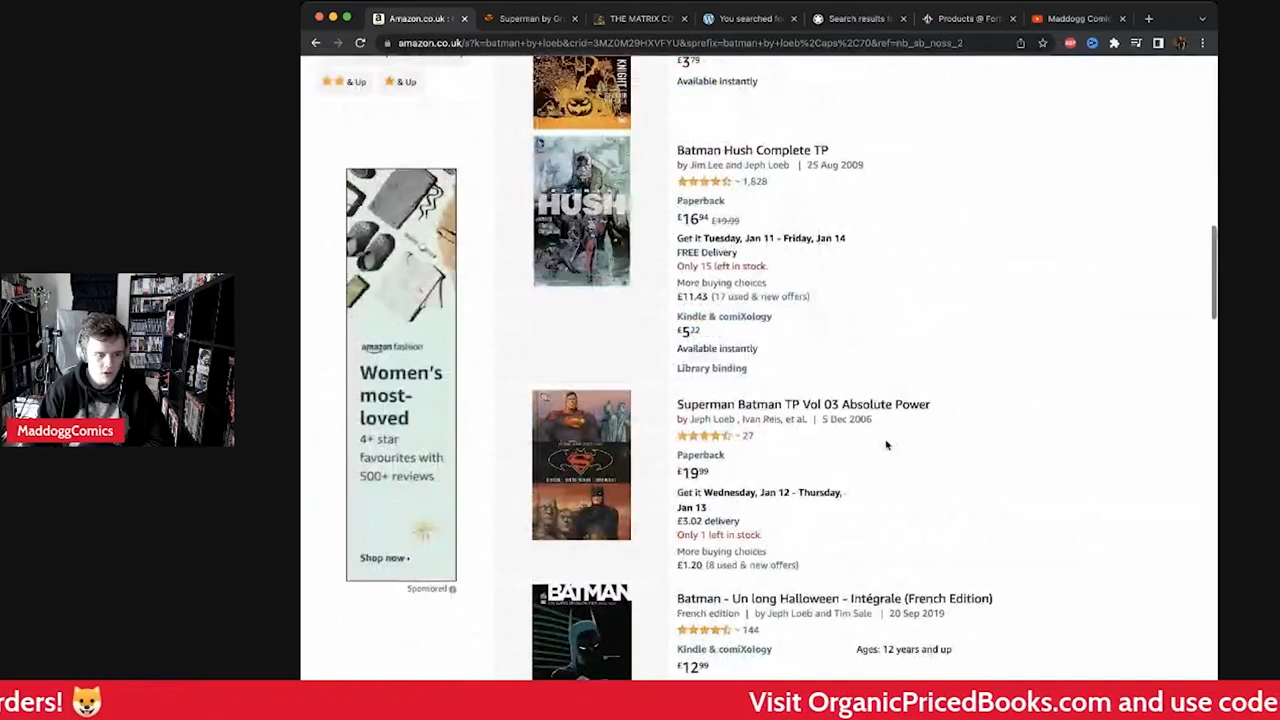 Amazon.co.uk :
Superman by Gr
THE MATRIX CO
You searched fo
Search results f
Products @ For
Maddogg Comic
amazon.co.uk/s?k=batman+by+loeb&crid=3MZ0M29HXVFYU&sprefix=batman+by+loeb%2Caps%2C70&ref=nb_sb_noss_2
& Up
& Up
KNIGHT
£3.79
Available instantly
HUSH
Batman Hush Complete TP
by Jim Lee and Jeph Loeb | 25 Aug 2009
1,828
Paperback
£16.94 £19.99
Get it Tuesday, Jan 11 - Friday, Jan 14
FREE Delivery
Only 15 left in stock.
More buying choices
£11.43 (17 used & new offers)
Kindle & comiXology
£5.22
Available instantly
Library binding
amazon fashion
Women's
most-
loved
4+ star
favourites with
500+ reviews
Shop now
Sponsored
Superman Batman TP Vol 03 Absolute Power
by Jeph Loeb , Ivan Reis, et al. | 5 Dec 2006
27
Paperback
£19.99
Get it Wednesday, Jan 12 - Thursday,
Jan 13
£3.02 delivery
Only 1 left in stock.
More buying choices
£1.20 (8 used & new offers)
BATMAN
Batman - Un long Halloween - Intégrale (French Edition)
French edition | by Jeph Loeb and Tim Sale | 20 Sep 2019
144
Kindle & comiXology
Ages: 12 years and up
£12.99
MaddoggComics
rders! 🐶 Visit OrganicPricedBooks.com and use code